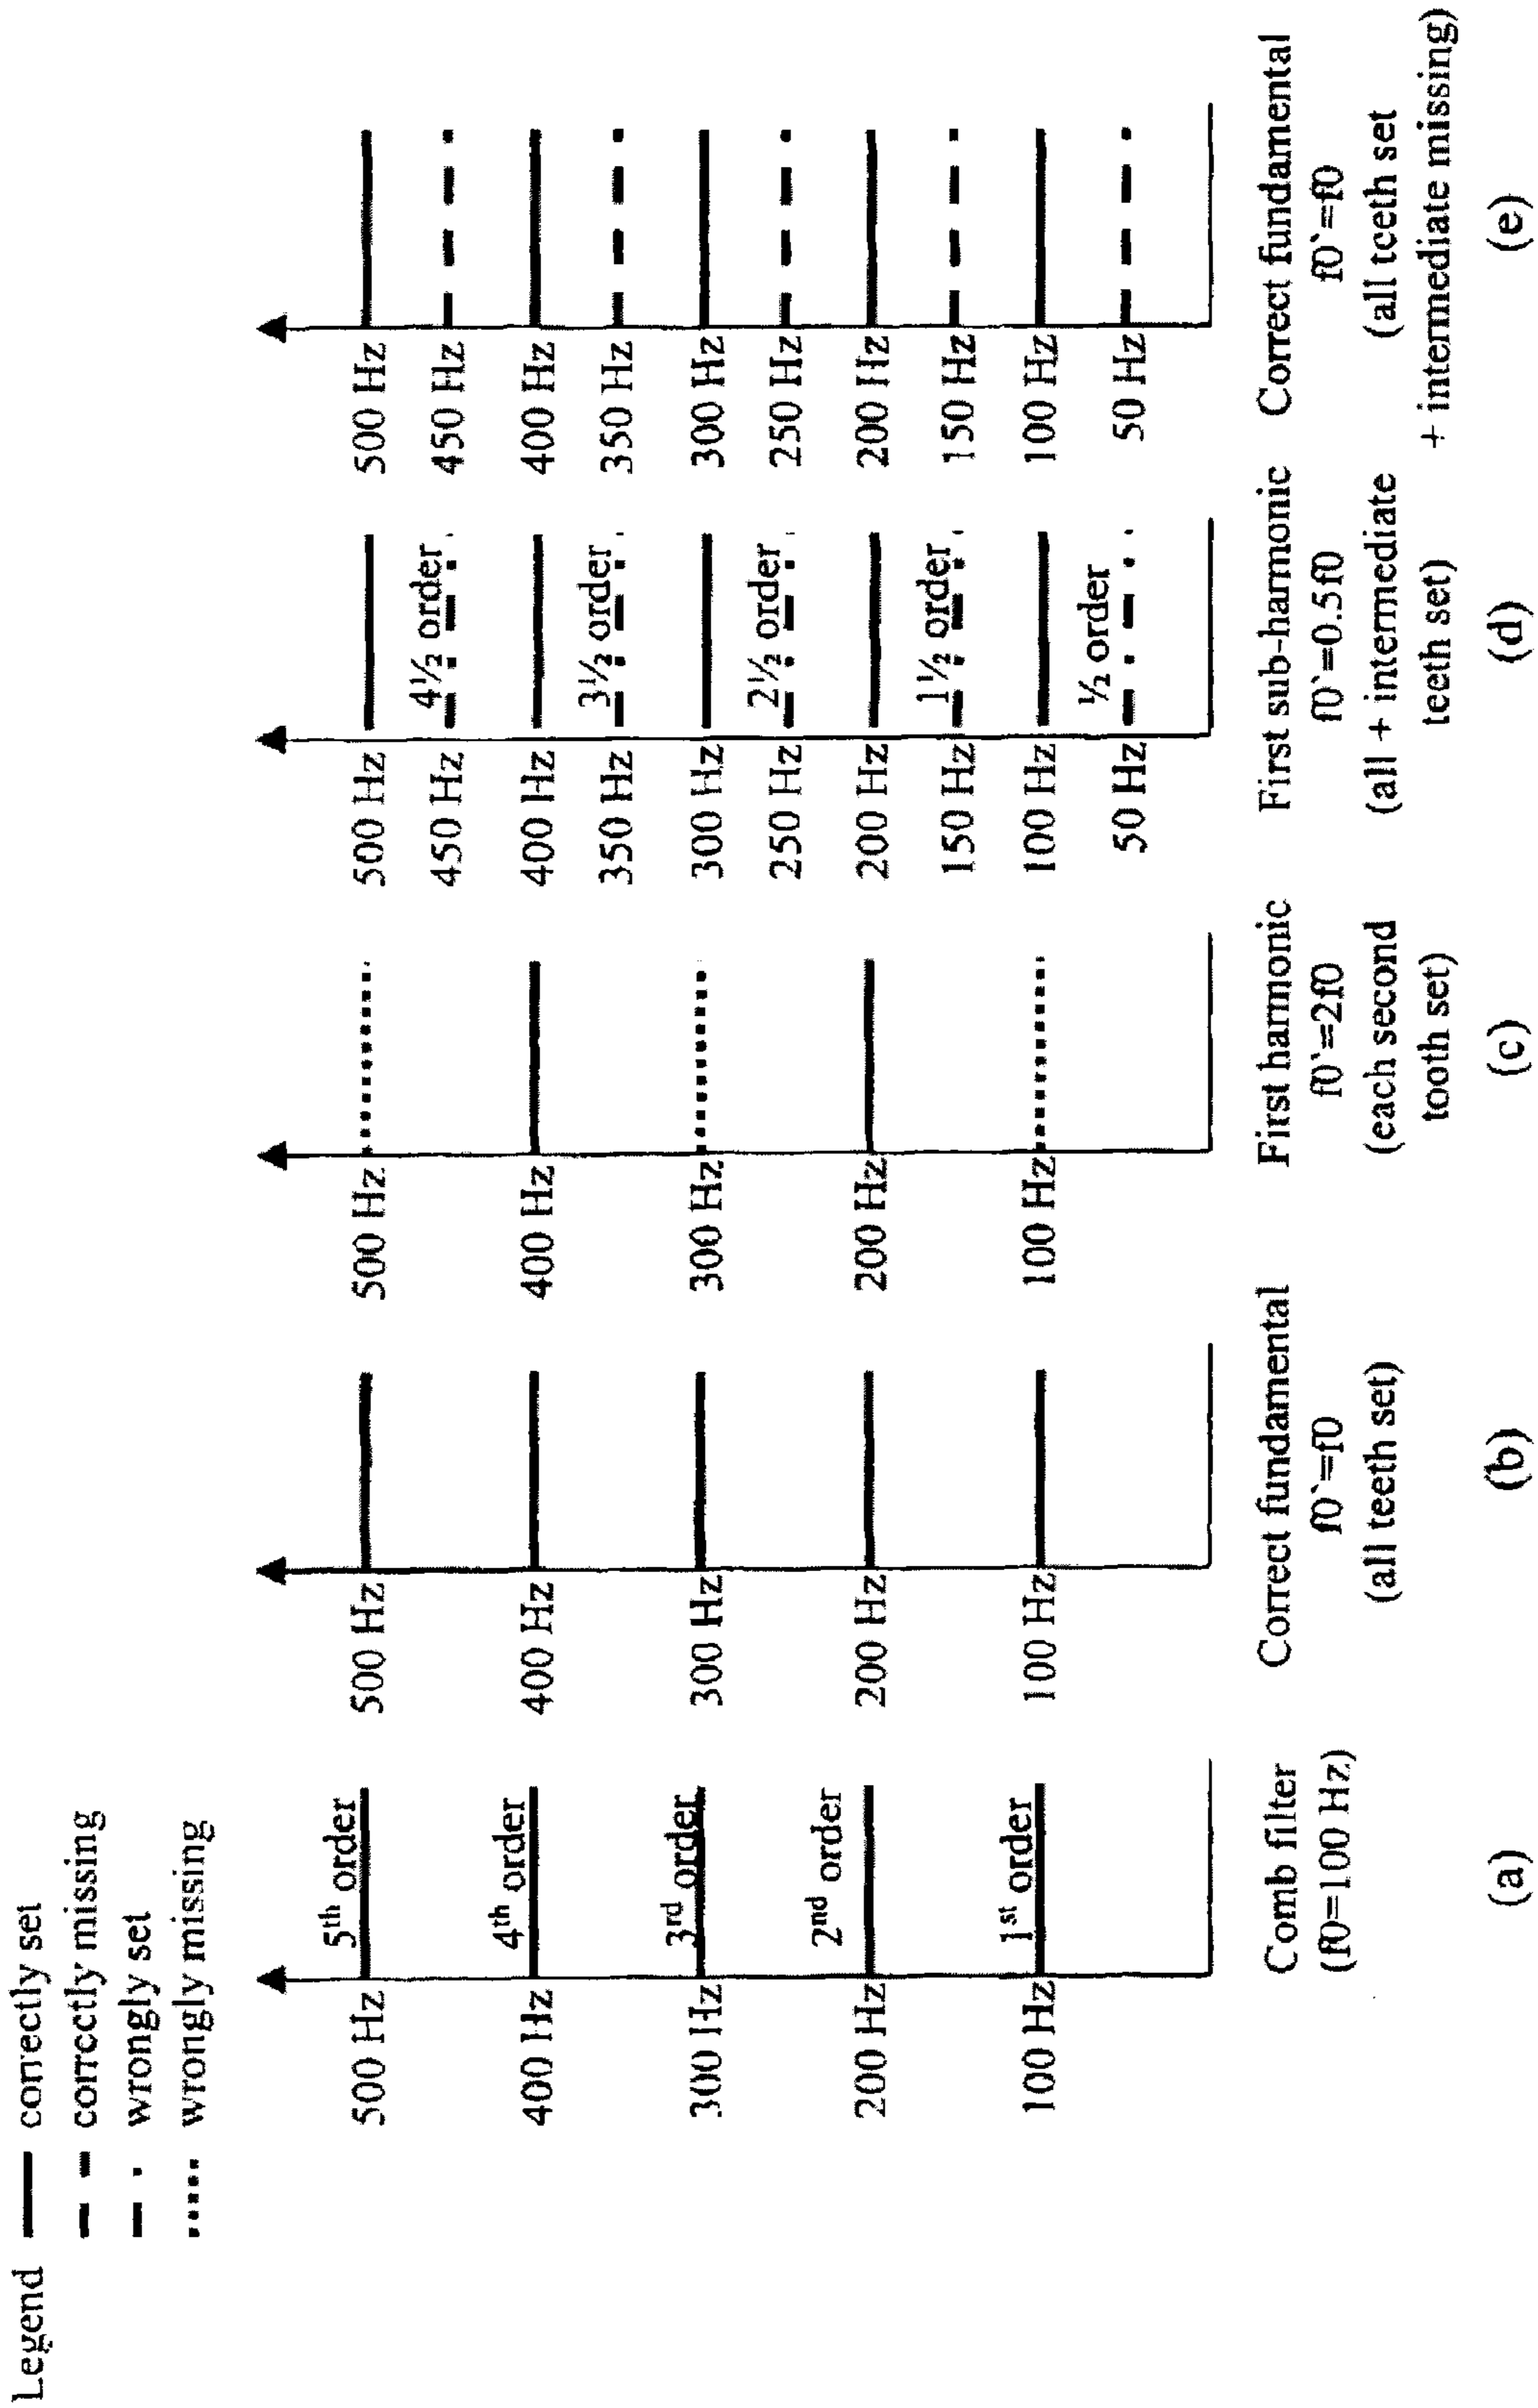 Legend
correctly set
correctly missing
wrongly set
wrongly missing
500 Hz
400 Hz
300 Hz
200 Hz
100 Hz
5th order
4th order
3rd order
2nd order
1st order
Comb filter
(f0=100 Hz)
(a)
500 Hz
400 Hz
300 Hz
200 Hz
100 Hz
Correct fundamental
f0`=f0
(all teeth set)
(b)
500 Hz
400 Hz
300 Hz
200 Hz
100 Hz
First harmonic
f0`=2f0
(each second
tooth set)
(c)
500 Hz
450 Hz
400 Hz
350 Hz
300 Hz
250 Hz
200 Hz
150 Hz
100 Hz
50 Hz
4½ order
3½ order
2½ order
1½ order
½ order
First sub-harmonic
f0`=0.5f0
(all + intermediate
teeth set)
(d)
500 Hz
450 Hz
400 Hz
350 Hz
300 Hz
250 Hz
200 Hz
150 Hz
100 Hz
50 Hz
Correct fundamental
f0`=f0
(all teeth set
+ intermediate missing)
(e)